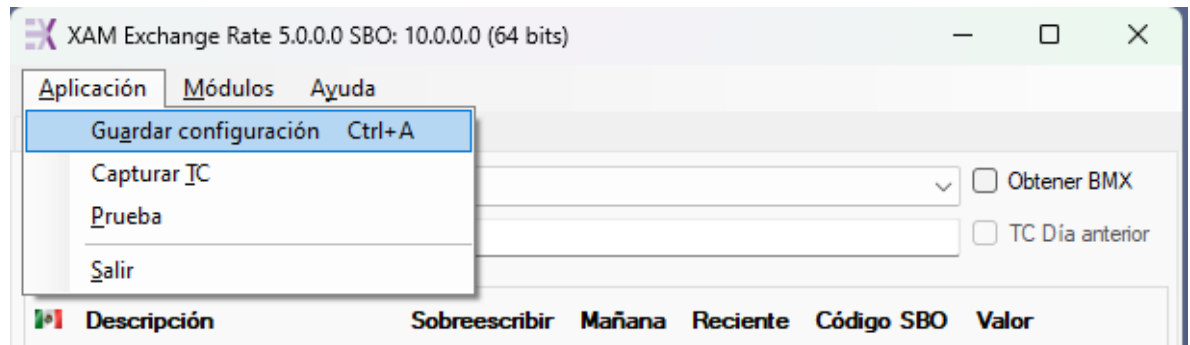 XAM Exchange Rate 5.0.0.0 SBO: 10.0.0.0 (64 bits)
Aplicación Módulos Ayuda
Guardar configuración Ctrl+A
Capturar TC
Obtener BMX
Prueba
TC Día anterior
Salir
Descripción Sobreescribir Mañana Reciente Código SBO Valor